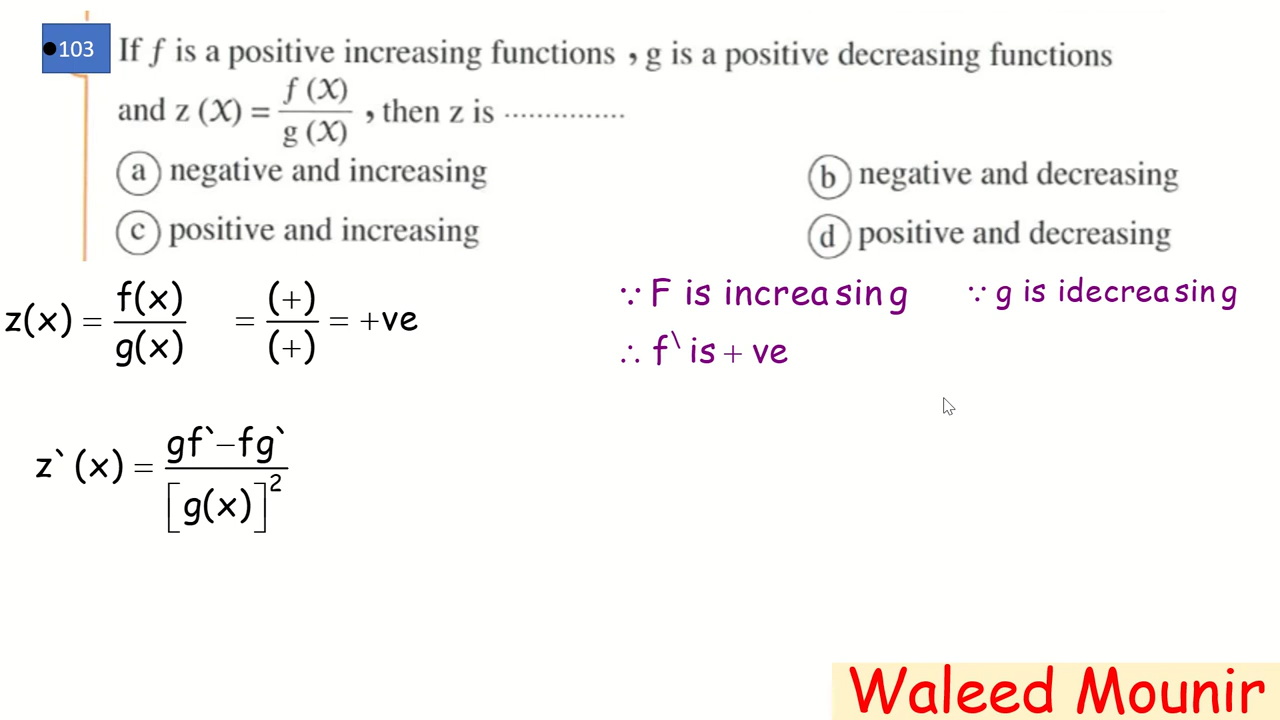 103 If f is a positive increasing functions , g is a positive decreasing functions
and z (X) = f (X) / g (X) , then z is ...............
a negative and increasing
b negative and decreasing
c positive and increasing
d positive and decreasing
z(x) = f(x) / g(x) = (+) / (+) = +ve
∵ F is increasing
∵ g is idecreasing
∴ f\ is + ve
z`(x) = gf`−fg` / [g(x)]²
Waleed Mounir